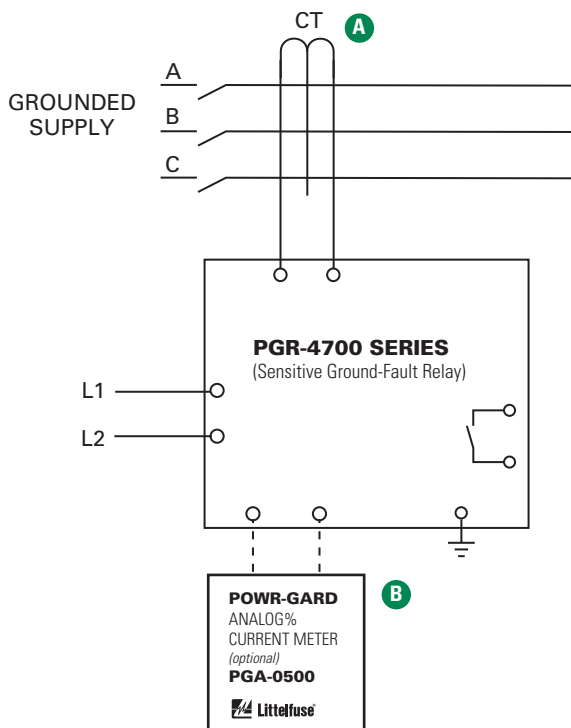 CT
A
A
GROUNDED
SUPPLY
B
C
PGR-4700 SERIES
(Sensitive Ground-Fault Relay)
L1
L2
B
POWR-GARD
ANALOG%
CURRENT METER
(optional)
PGA-0500
Littelfuse®